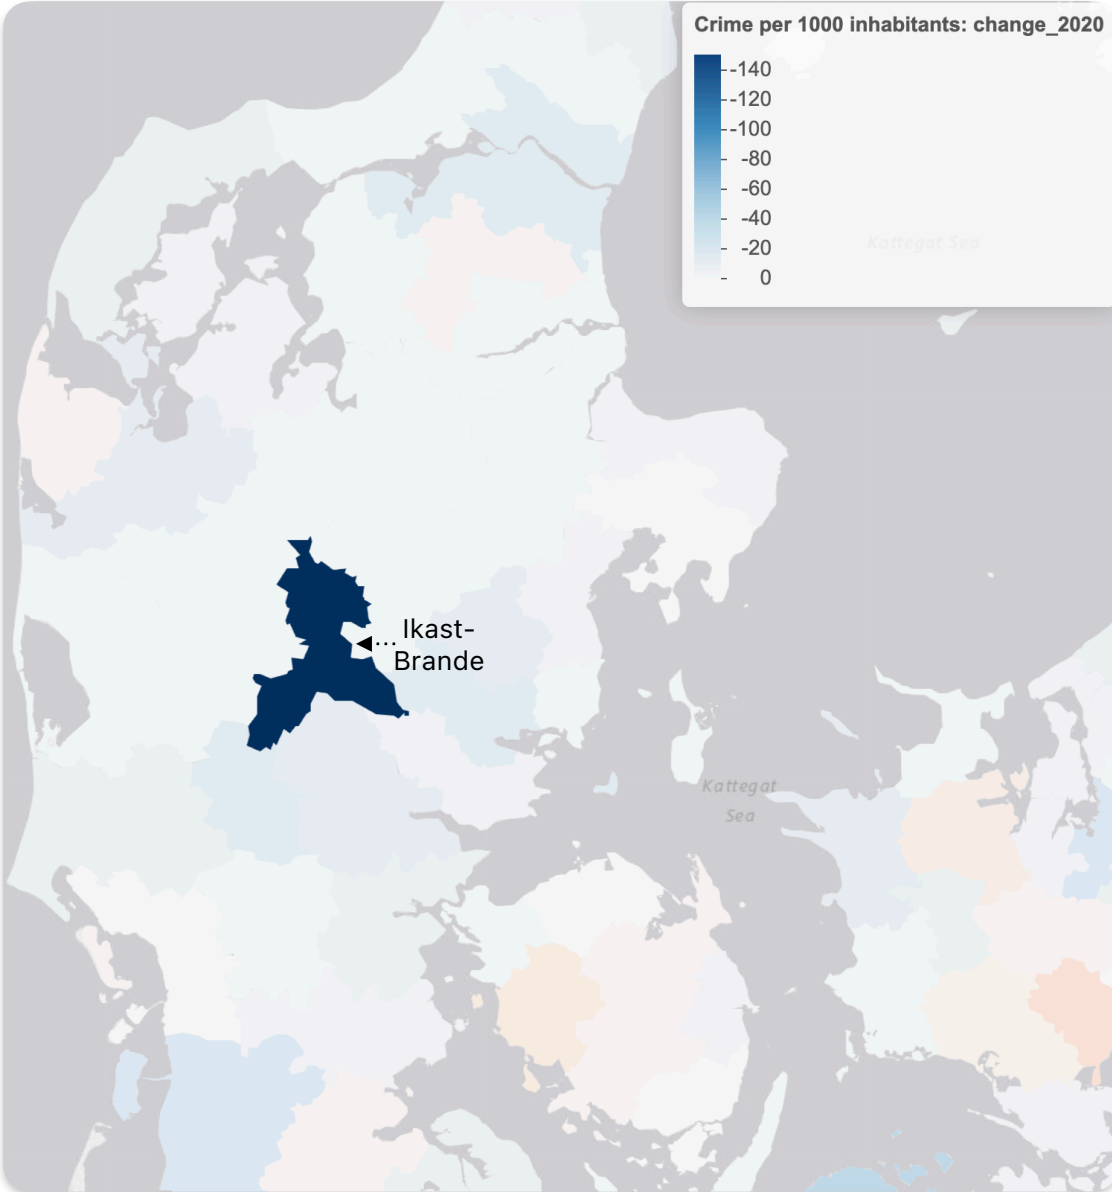 Crime per 1000 inhabitants: change_2020
-140
-120
-100
-80
-60
-40
-20
0
Kattegat Sea
Ikast-
Brande
Kattegat
Sea